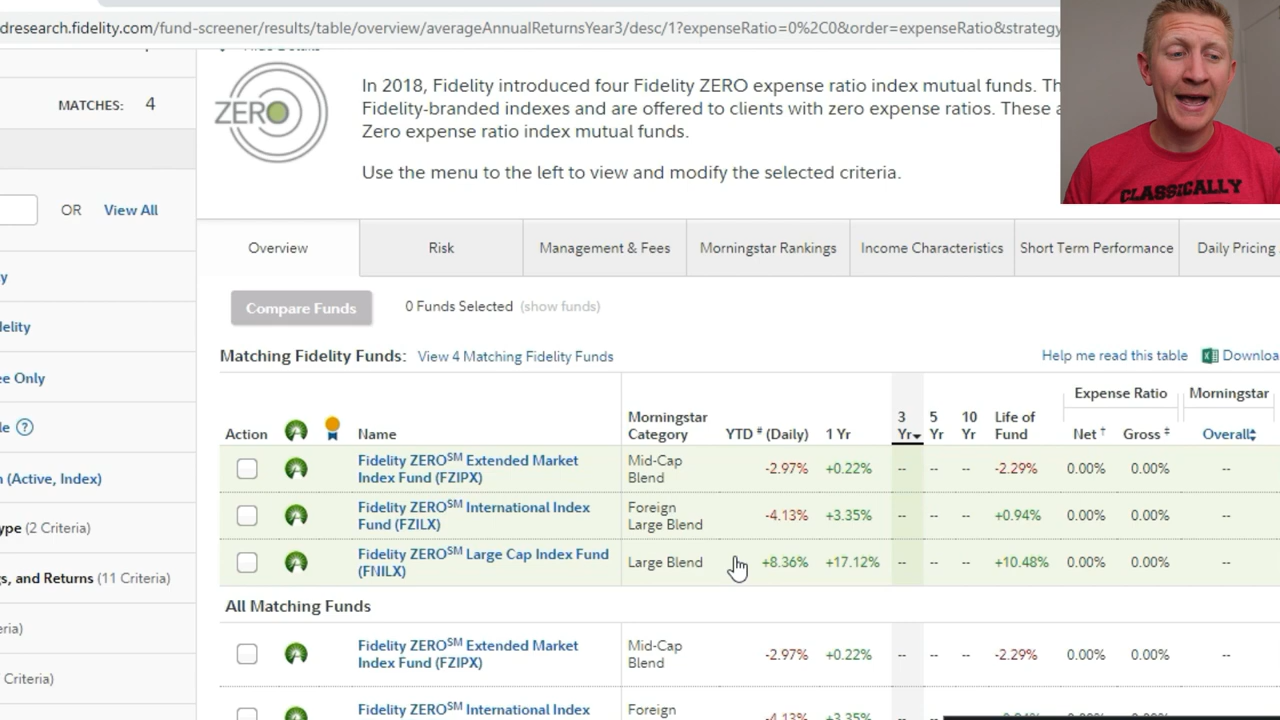 dresearch.fidelity.com/fund-screener/results/table/overview/averageAnnualReturnsYear3/desc/1?expenseRatio=0%2C0&order=expenseRatio&strategy
MATCHES: 4
OR View All
y
elity
ee Only
le ?
n (Active, Index)
ype (2 Criteria)
s, and Returns (11 Criteria)
ria)
Criteria)
ZERO
In 2018, Fidelity introduced four Fidelity ZERO expense ratio index mutual funds. Th
Fidelity-branded indexes and are offered to clients with zero expense ratios. These a
Zero expense ratio index mutual funds.
Use the menu to the left to view and modify the selected criteria.
CLASSICALLY
Overview Risk Management & Fees Morningstar Rankings Income Characteristics Short Term Performance Daily Pricing
Compare Funds 0 Funds Selected (show funds)
Matching Fidelity Funds: View 4 Matching Fidelity Funds Help me read this table Downloa
Expense Ratio Morningstar
Action Name Morningstar Category YTD # (Daily) 1 Yr 3 Yr 5 Yr 10 Yr Life of Fund Net † Gross ‡ Overall
Fidelity ZERO℠ Extended Market Index Fund (FZIPX) Mid-Cap Blend -2.97% +0.22% -- -- -- -2.29% 0.00% 0.00% --
Fidelity ZERO℠ International Index Fund (FZILX) Foreign Large Blend -4.13% +3.35% -- -- -- +0.94% 0.00% 0.00% --
Fidelity ZERO℠ Large Cap Index Fund (FNILX) Large Blend +8.36% +17.12% -- -- -- +10.48% 0.00% 0.00% --
All Matching Funds
Fidelity ZERO℠ Extended Market Index Fund (FZIPX) Mid-Cap Blend -2.97% +0.22% -- -- -- -2.29% 0.00% 0.00% --
Fidelity ZERO℠ International Index Foreign -4.13% +3.35%